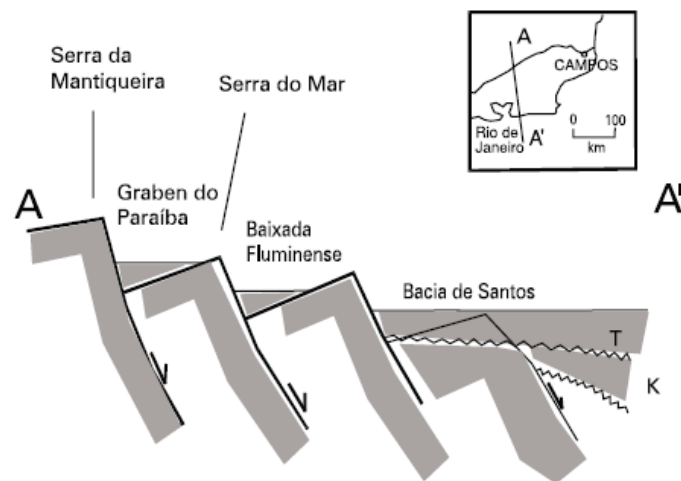 Serra da
Mantiqueira
Serra do Mar
A
CAMPOS
Rio de
Janeiro
A'
0 100
km
A
Graben do
Paraíba
Baixada
Fluminense
A'
Bacia de Santos
T
K